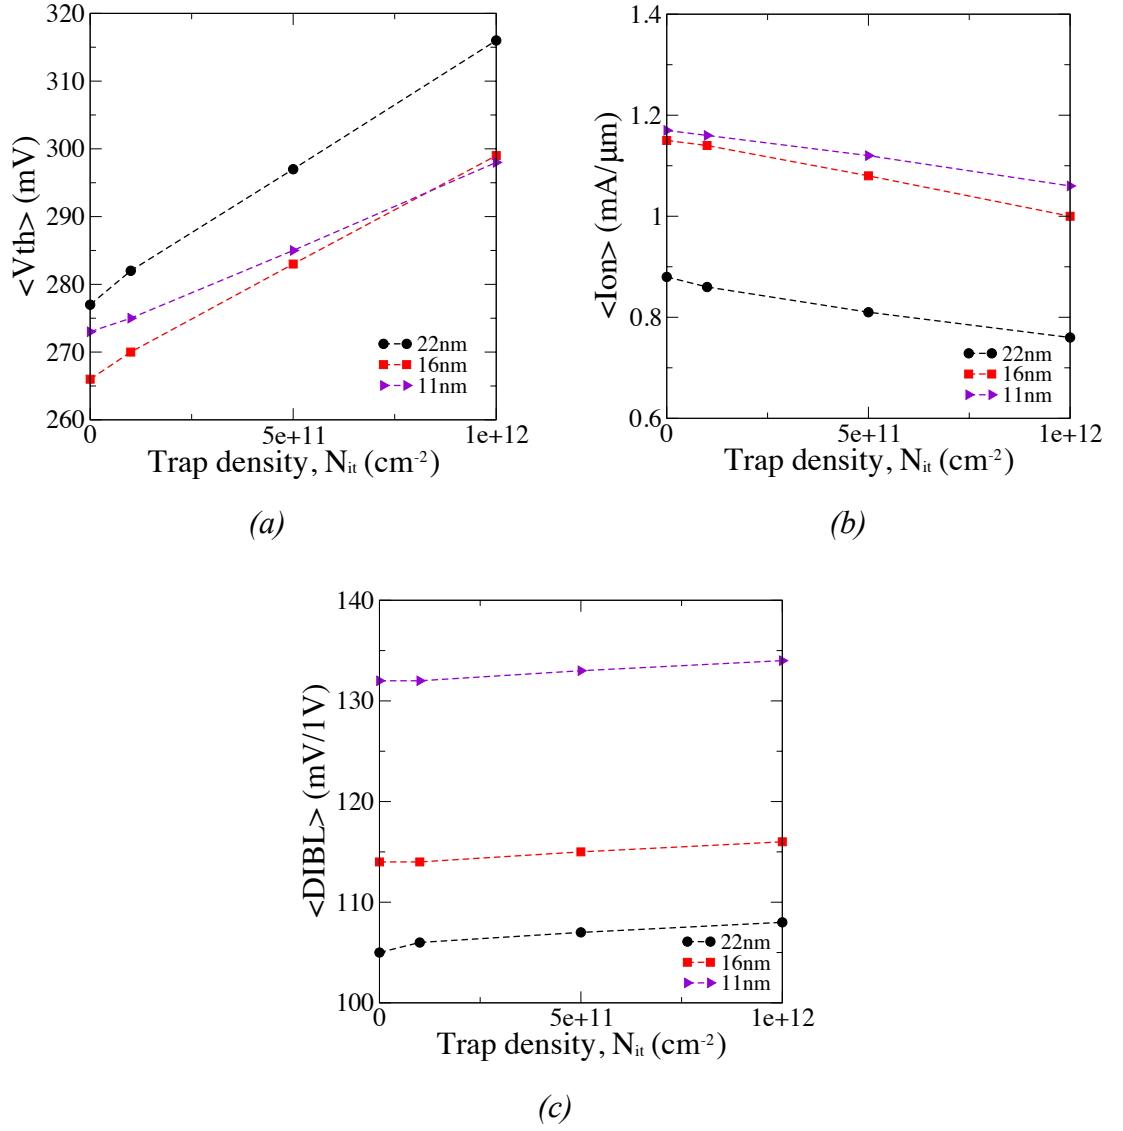 320
310
300
290
280
270
260
<Vth> (mV)
22nm
16nm
11nm
0
5e+11
1e+12
Trap density, Nit (cm-2)
(a)
1.4
1.2
1
0.8
0.6
<Ion> (mA/μm)
22nm
16nm
11nm
0
5e+11
1e+12
Trap density, Nit (cm-2)
(b)
140
130
120
110
100
<DIBL> (mV/1V)
22nm
16nm
11nm
0
5e+11
1e+12
Trap density, Nit (cm-2)
(c)